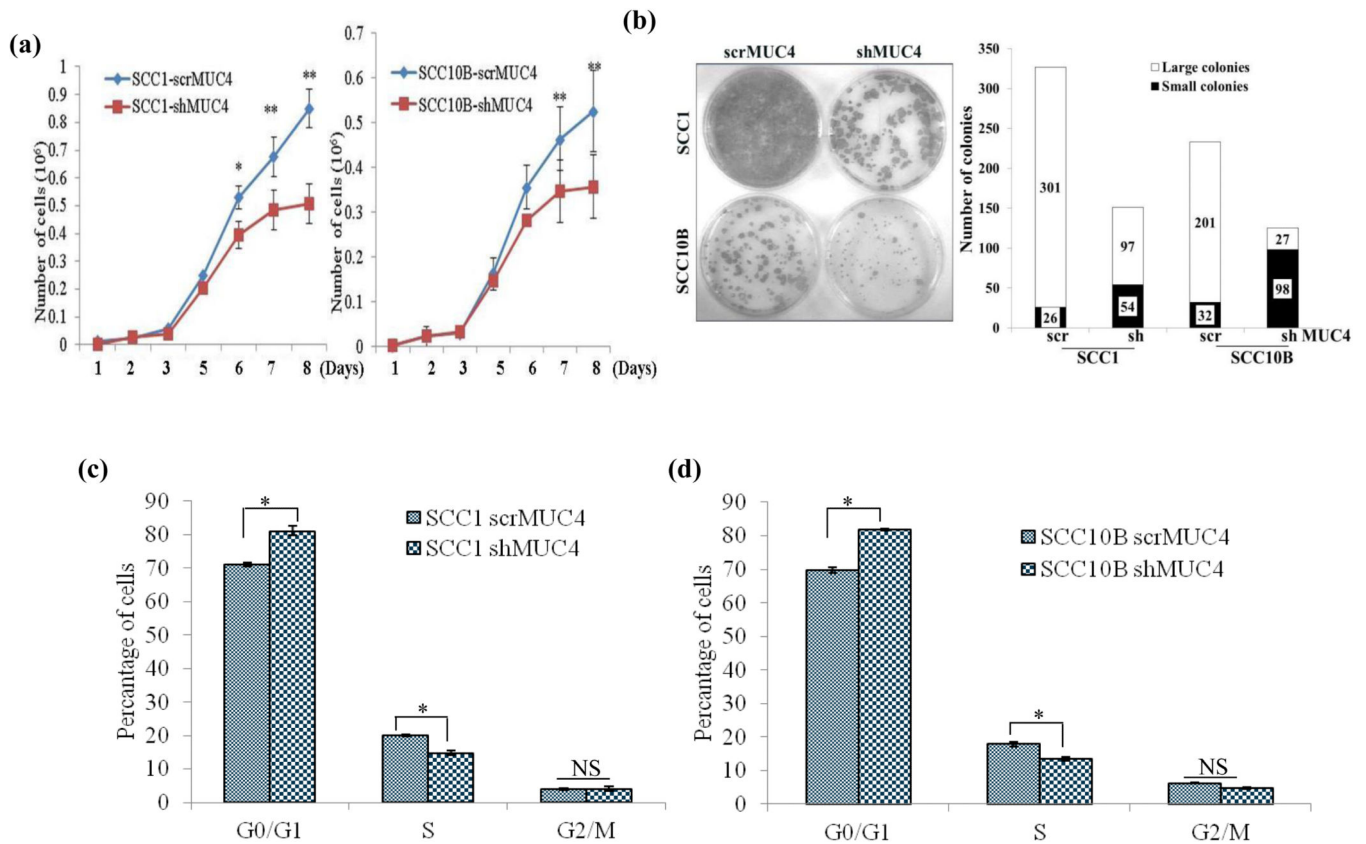 (a)
Number of cells (10⁶)
1
0.9
0.8
0.7
0.6
0.5
0.4
0.3
0.2
0.1
0
SCC1-scrMUC4
SCC1-shMUC4
*
**
**
1 2 3 5 6 7 8 (Days)
Number of cells (10⁶)
0.7
0.6
0.5
0.4
0.3
0.2
0.1
0
SCC10B-scrMUC4
SCC10B-shMUC4
**
**
1 2 3 5 6 7 8 (Days)
(b)
scrMUC4 shMUC4
SCC1
SCC10B
Number of colonies
350
300
250
200
150
100
50
0
Large colonies
Small colonies
301
26
97
54
201
32
27
98
scr sh scr sh MUC4
SCC1 SCC10B
(c)
Percantage of cells
90
80
70
60
50
40
30
20
10
0
SCC1 scrMUC4
SCC1 shMUC4
*
*
NS
G0/G1 S G2/M
(d)
Percantage of cells
90
80
70
60
50
40
30
20
10
0
SCC10B scrMUC4
SCC10B shMUC4
*
*
NS
G0/G1 S G2/M